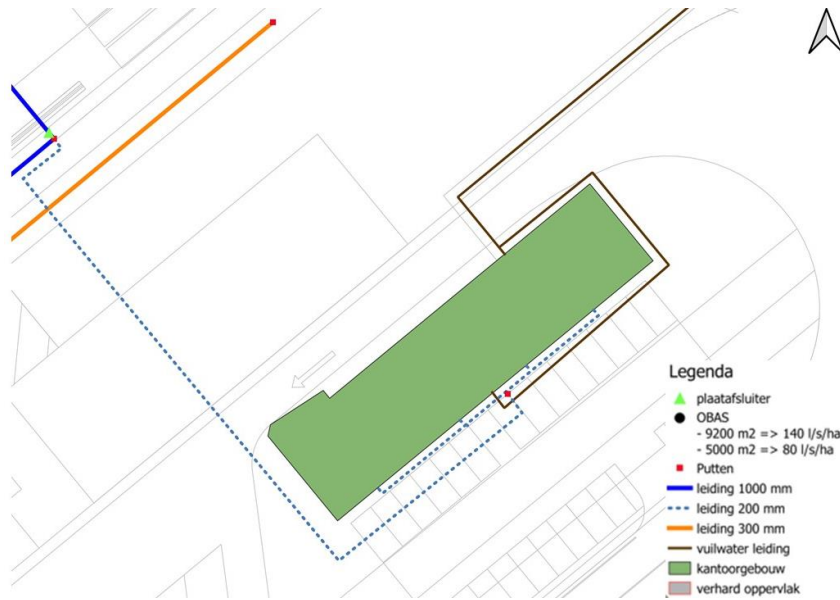 Legenda
plaatafsluiter
OBAS
- 9200 m2 => 140 l/s/ha
- 5000 m2 => 80 l/s/ha
Putten
leiding 1000 mm
leiding 200 mm
leiding 300 mm
vuilwater leiding
kantoorgebouw
verhard oppervlak